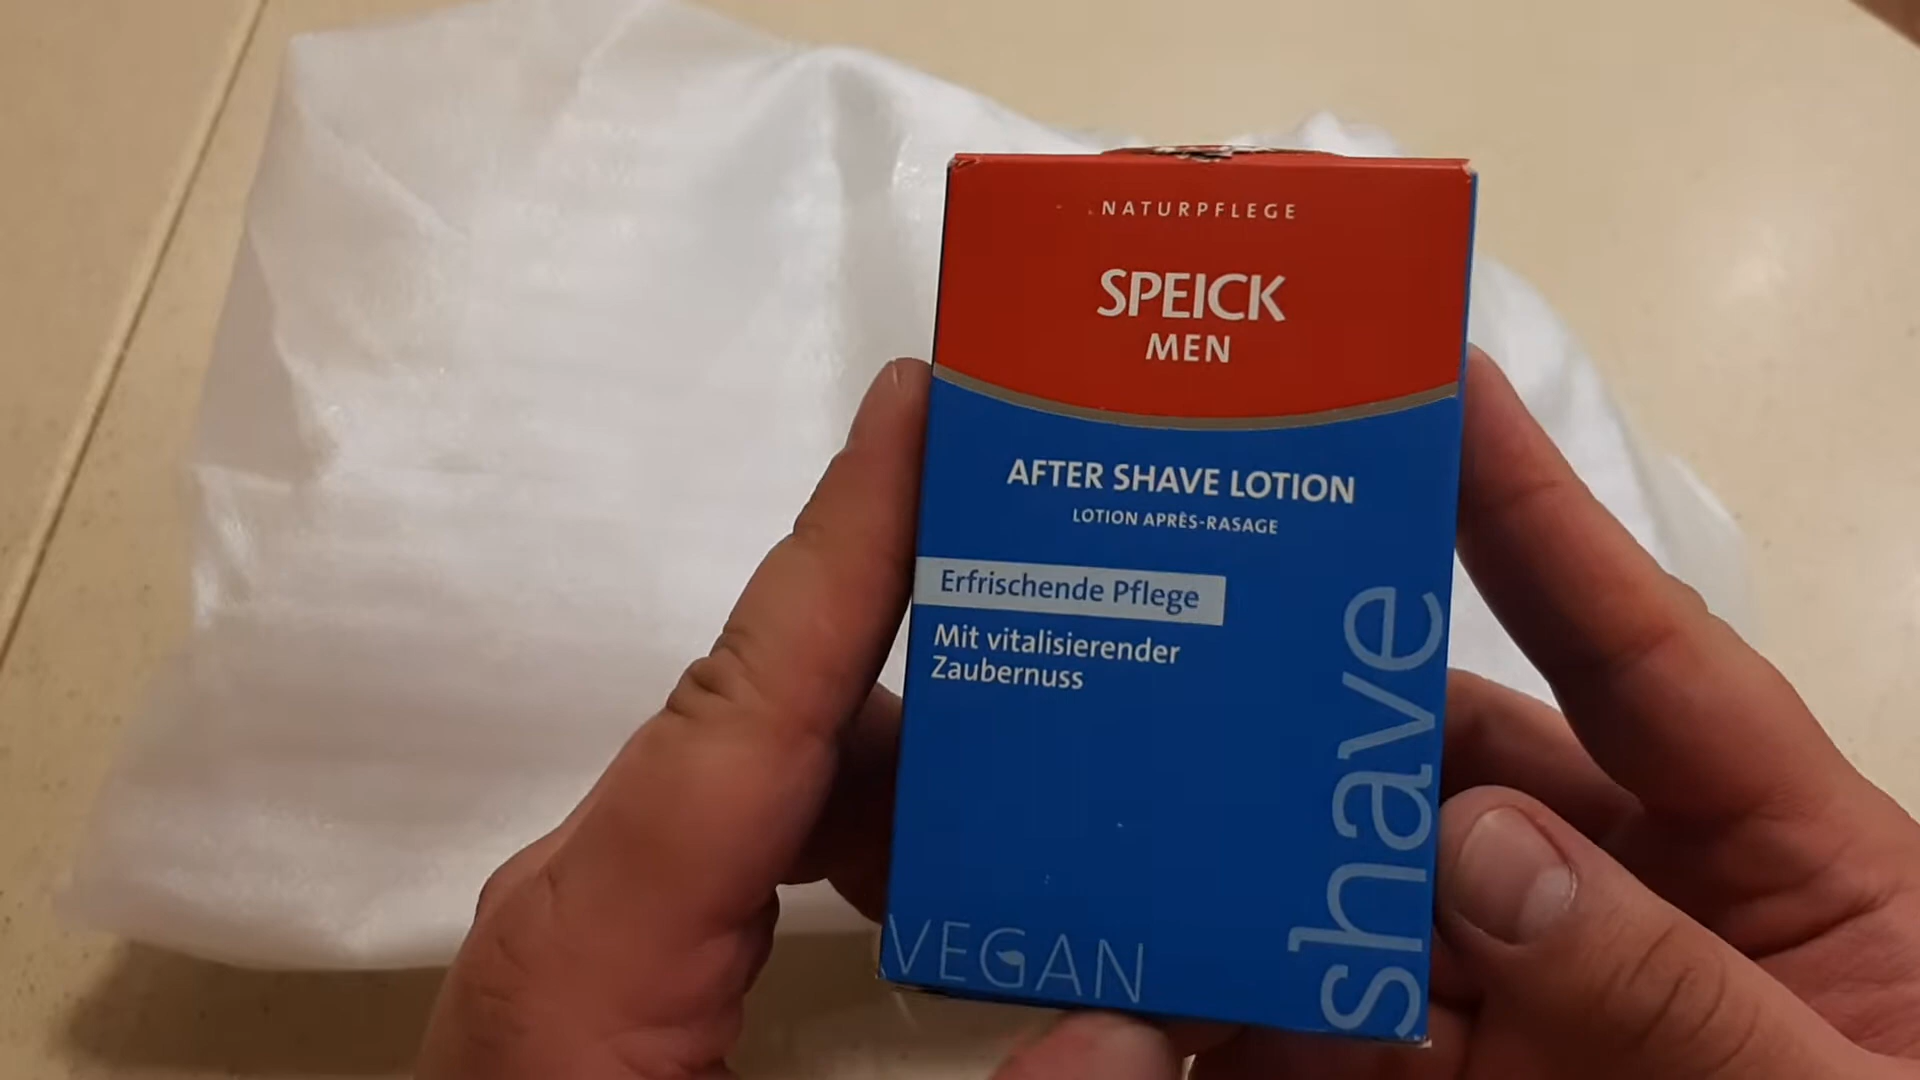 NATURPFLEGE
SPEICK
MEN
AFTER SHAVE LOTION
LOTION APRÈS-RASAGE
Erfrischende Pflege
Mit vitalisierender
Zaubernuss
shave
VEGAN